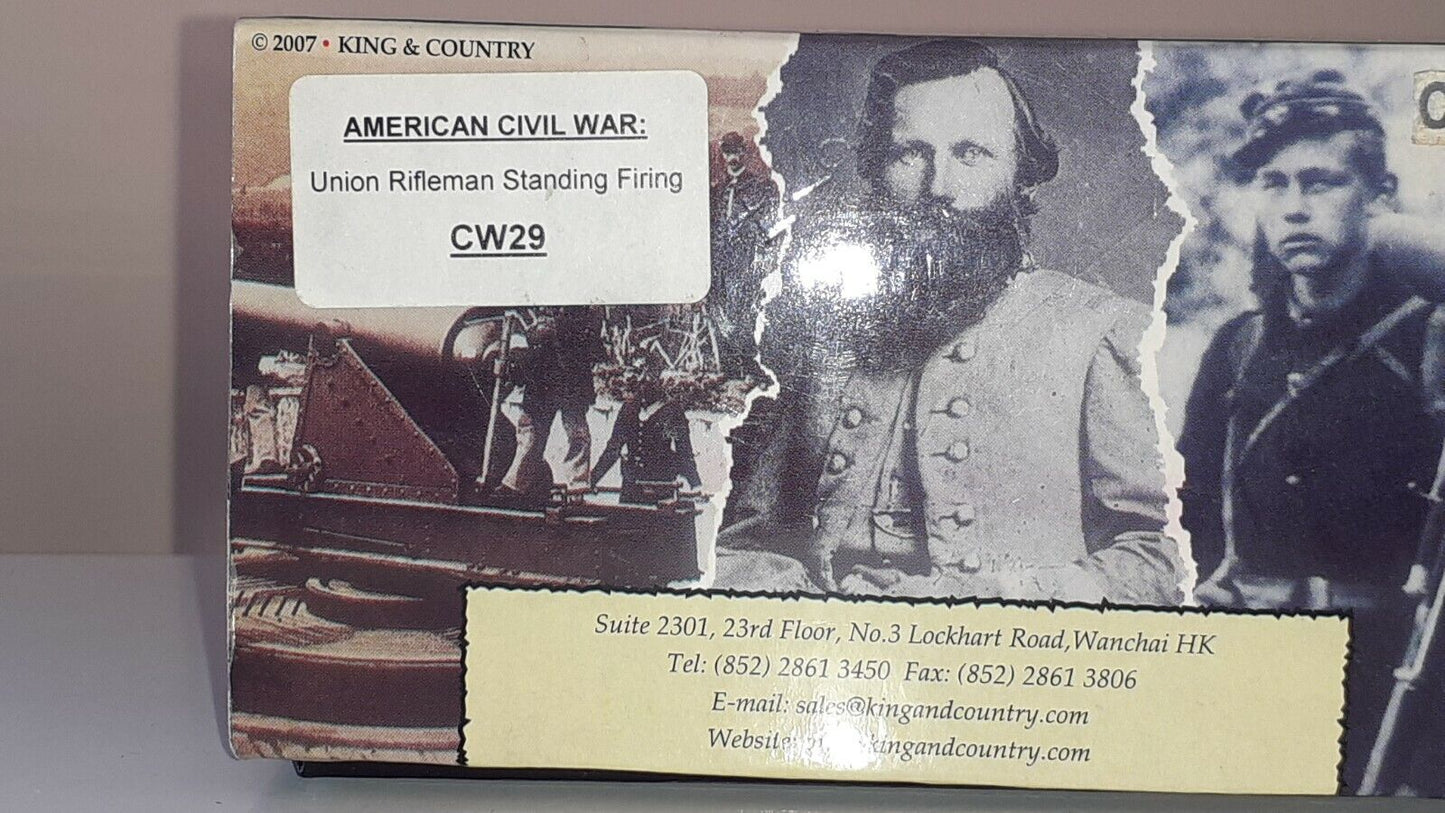 © 2007 • KING & COUNTRY
AMERICAN CIVIL WAR:
Union Rifleman Standing Firing
CW29
Suite 2301, 23rd Floor, No.3 Lockhart Road,Wanchai HK
Tel: (852) 2861 3450 Fax: (852) 2861 3806
E-mail: sales@kingandcountry.com
Website: kingandcountry.com